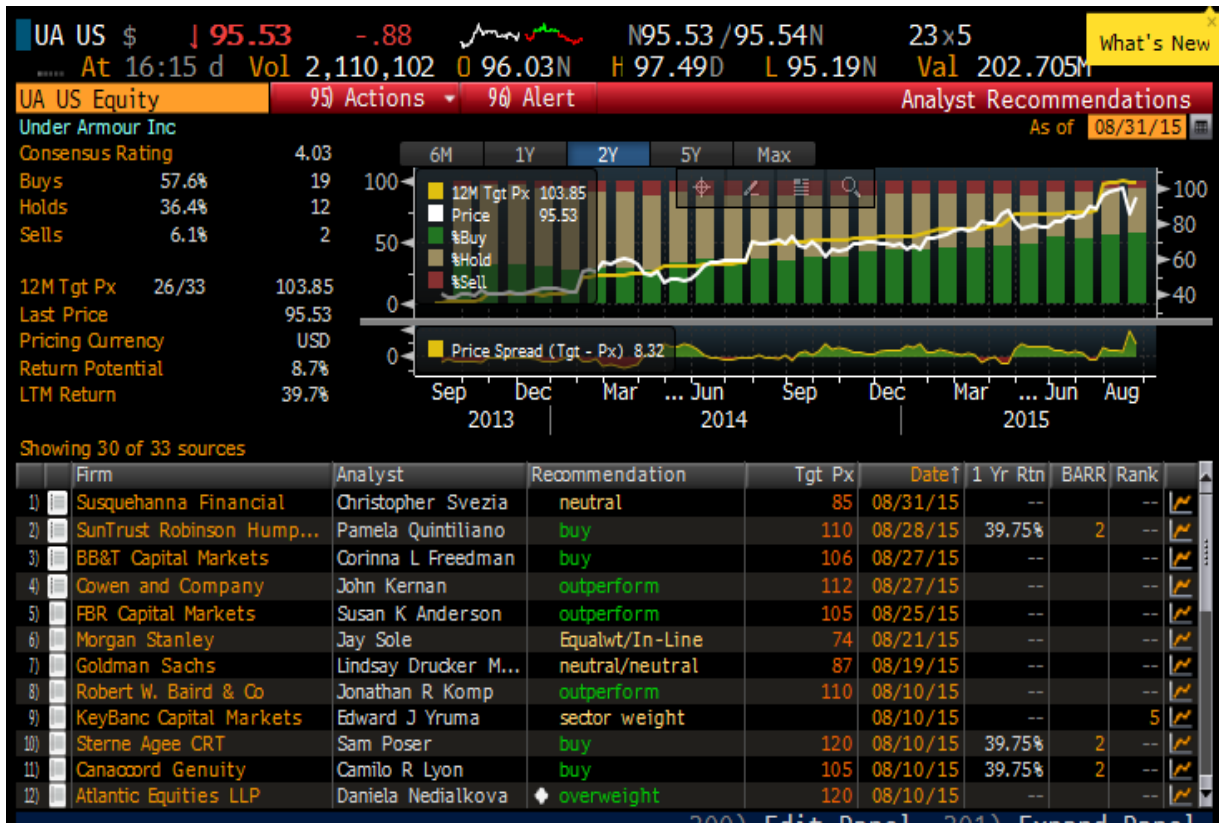 UA US $ ↓ 95.53 -.88 N95.53 / 95.54N 23x5
What's New
At 16:15 d Vol 2,110,102 O 96.03N H 97.49D L 95.19N Val 202.705M
UA US Equity 95) Actions 96) Alert Analyst Recommendations
Under Armour Inc As of 08/31/15
Consensus Rating 4.03
Buys 57.6% 19
Holds 36.4% 12
Sells 6.1% 2
12M Tgt Px 26/33 103.85
Last Price 95.53
Pricing Currency USD
Return Potential 8.7%
LTM Return 39.7%
6M 1Y 2Y 5Y Max
12M Tgt Px 103.85
Price 95.53
%Buy
%Hold
%Sell
100
50
0
100
80
60
40
Price Spread (Tgt - Px) 8.32
0
Sep Dec Mar ... Jun Sep Dec Mar ... Jun Aug
2013 2014 2015
Showing 30 of 33 sources
Firm Analyst Recommendation Tgt Px Date↑ 1 Yr Rtn BARR Rank
1) Susquehanna Financial Christopher Svezia neutral 85 08/31/15 -- --
2) SunTrust Robinson Hump... Pamela Quintiliano buy 110 08/28/15 39.75% 2 --
3) BB&T Capital Markets Corinna L Freedman buy 106 08/27/15 -- --
4) Cowen and Company John Kernan outperform 112 08/27/15 -- --
5) FBR Capital Markets Susan K Anderson outperform 105 08/25/15 -- --
6) Morgan Stanley Jay Sole Equalwt/In-Line 74 08/21/15 -- --
7) Goldman Sachs Lindsay Drucker M... neutral/neutral 87 08/19/15 -- --
8) Robert W. Baird & Co Jonathan R Komp outperform 110 08/10/15 -- --
9) KeyBanc Capital Markets Edward J Yruma sector weight 08/10/15 -- 5
10) Sterne Agee CRT Sam Poser buy 120 08/10/15 39.75% 2 --
11) Canaccord Genuity Camilo R Lyon buy 105 08/10/15 39.75% 2 --
12) Atlantic Equities LLP Daniela Nedialkova overweight 120 08/10/15 -- --
200) Edit Panel 201) Expand Panel